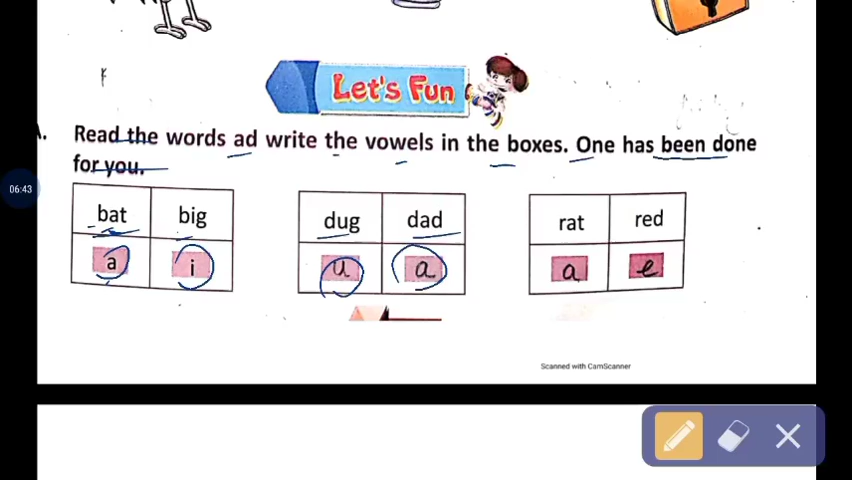 Let's Fun
A. Read the words ad write the vowels in the boxes. One has been done
for you.
06:43
bat big dug dad rat red
a i u a a e
Scanned with CamScanner